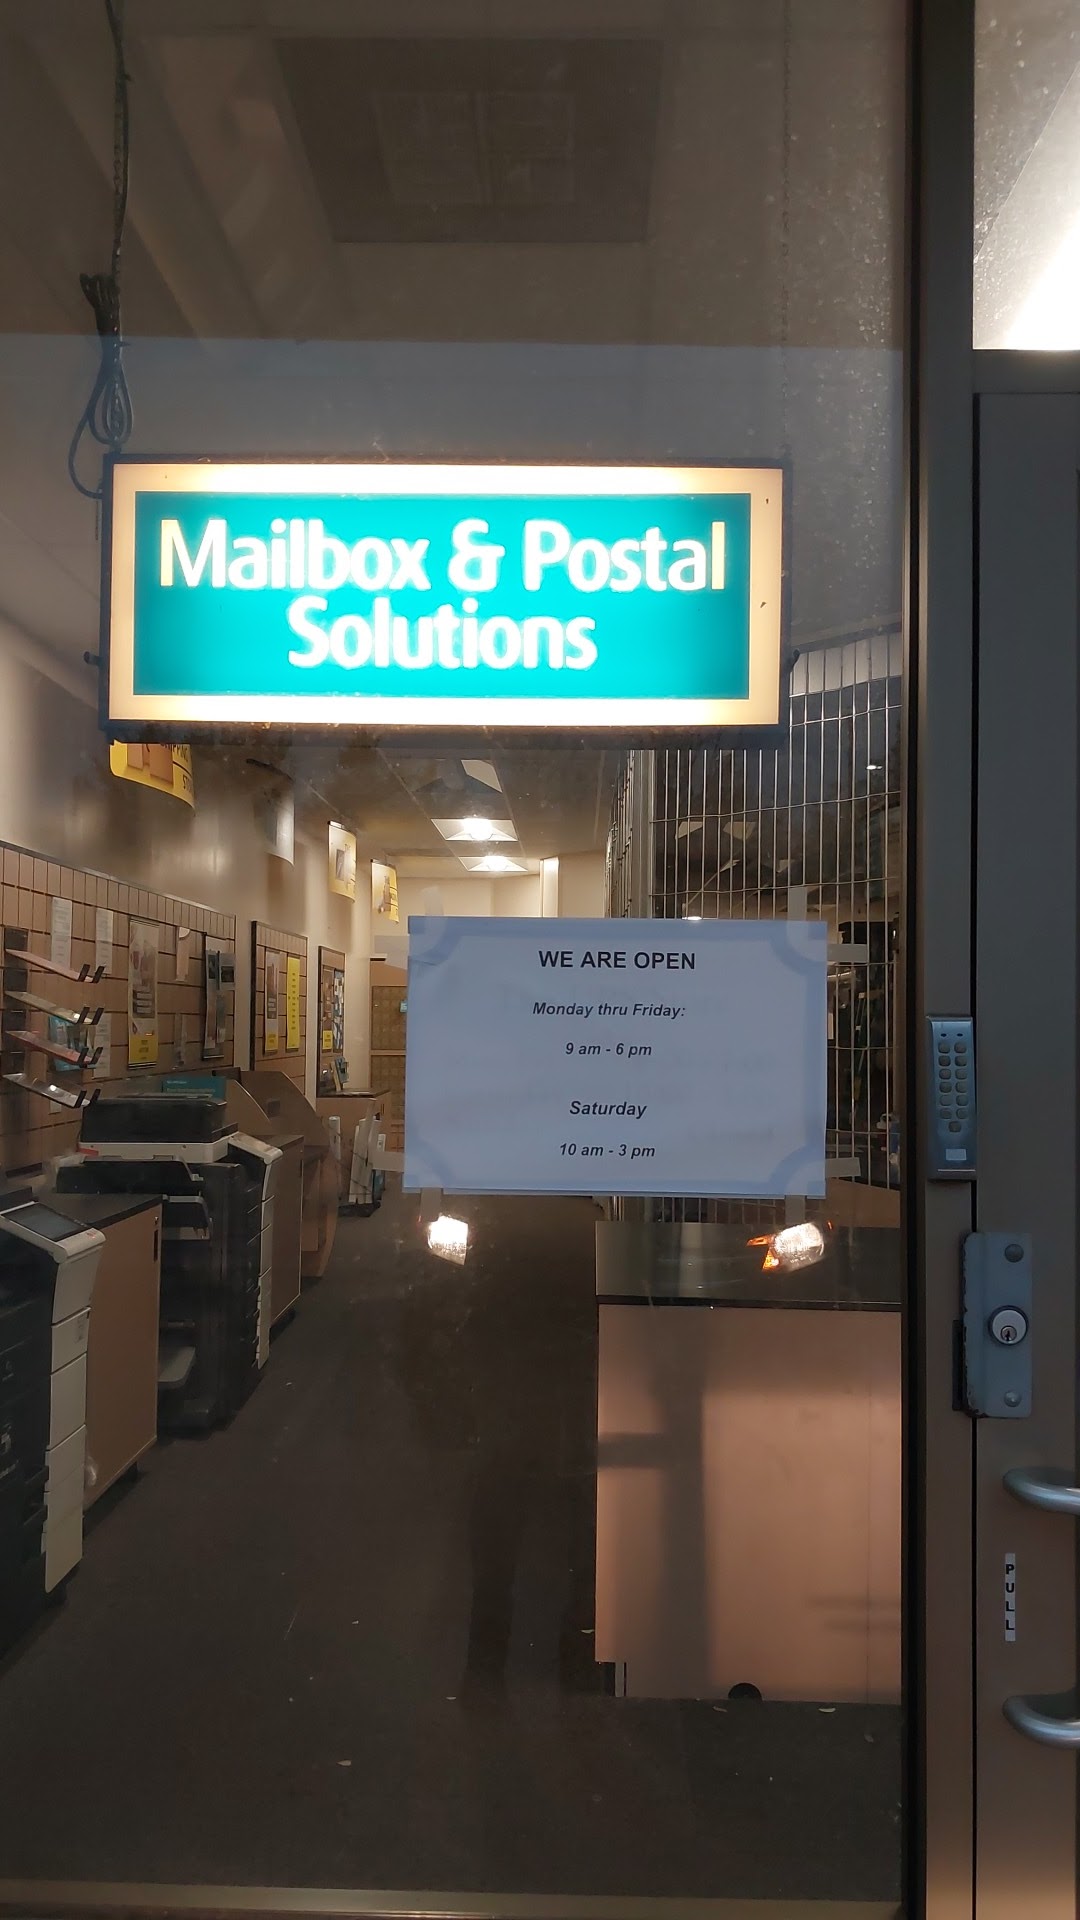 Mailbox & Postal
Solutions
WE ARE OPEN
Monday thru Friday:
9 am - 6 pm
Saturday
10 am - 3 pm
PULL